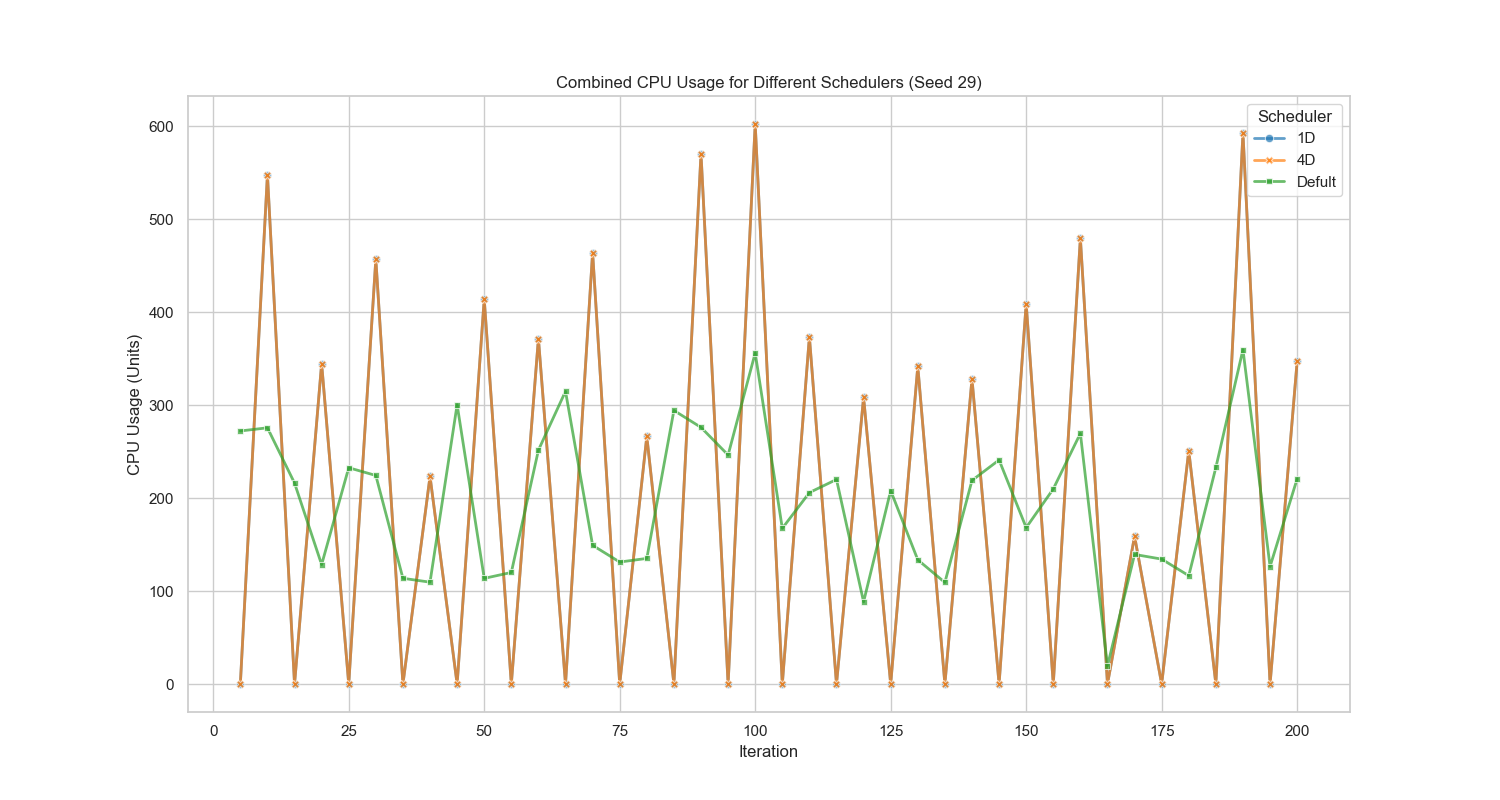 Combined CPU Usage for Different Schedulers (Seed 29)
Scheduler
1D
4D
Defult
600
500
400
300
200
100
0
CPU Usage (Units)
0 25 50 75 100 125 150 175 200
Iteration